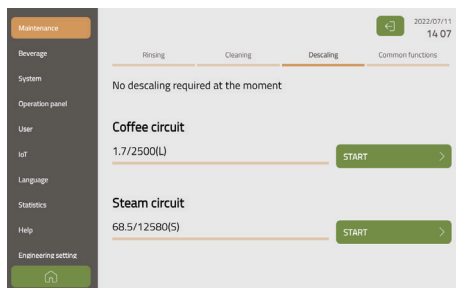 Maintenance
Beverage
System
Operation panel
User
IoT
Language
Statistics
Help
Engineering setting
2022/07/11
14 07
Rinsing Cleaning Descaling Common functions
No descaling required at the moment
Coffee circuit
1.7/2500(L)
START
Steam circuit
68.5/12580(S)
START